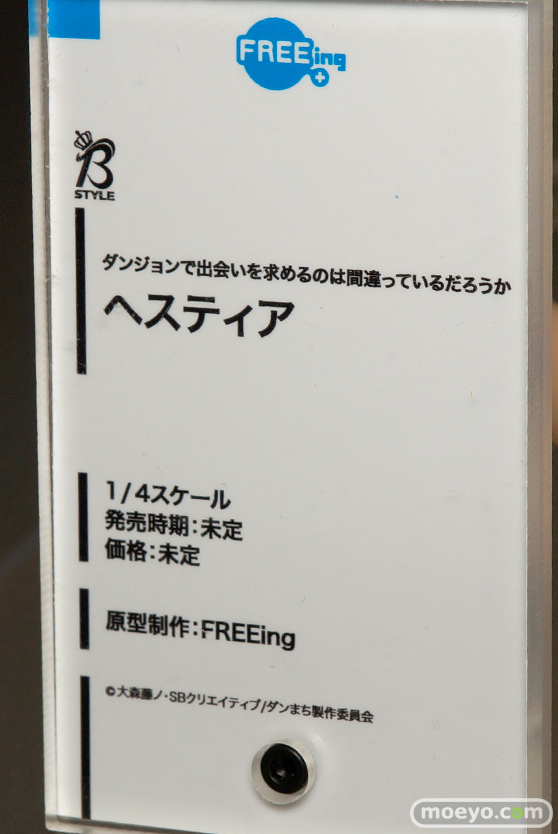 FREEing
B
STYLE
ダンジョンで出会いを求めるのは間違っているだろうか
ヘスティア
1/4スケール
発売時期:未定
価格:未定
原型制作:FREEing
©大森藤ノ・SBクリエイティブ/ダンまち製作委員会
moeyo.com